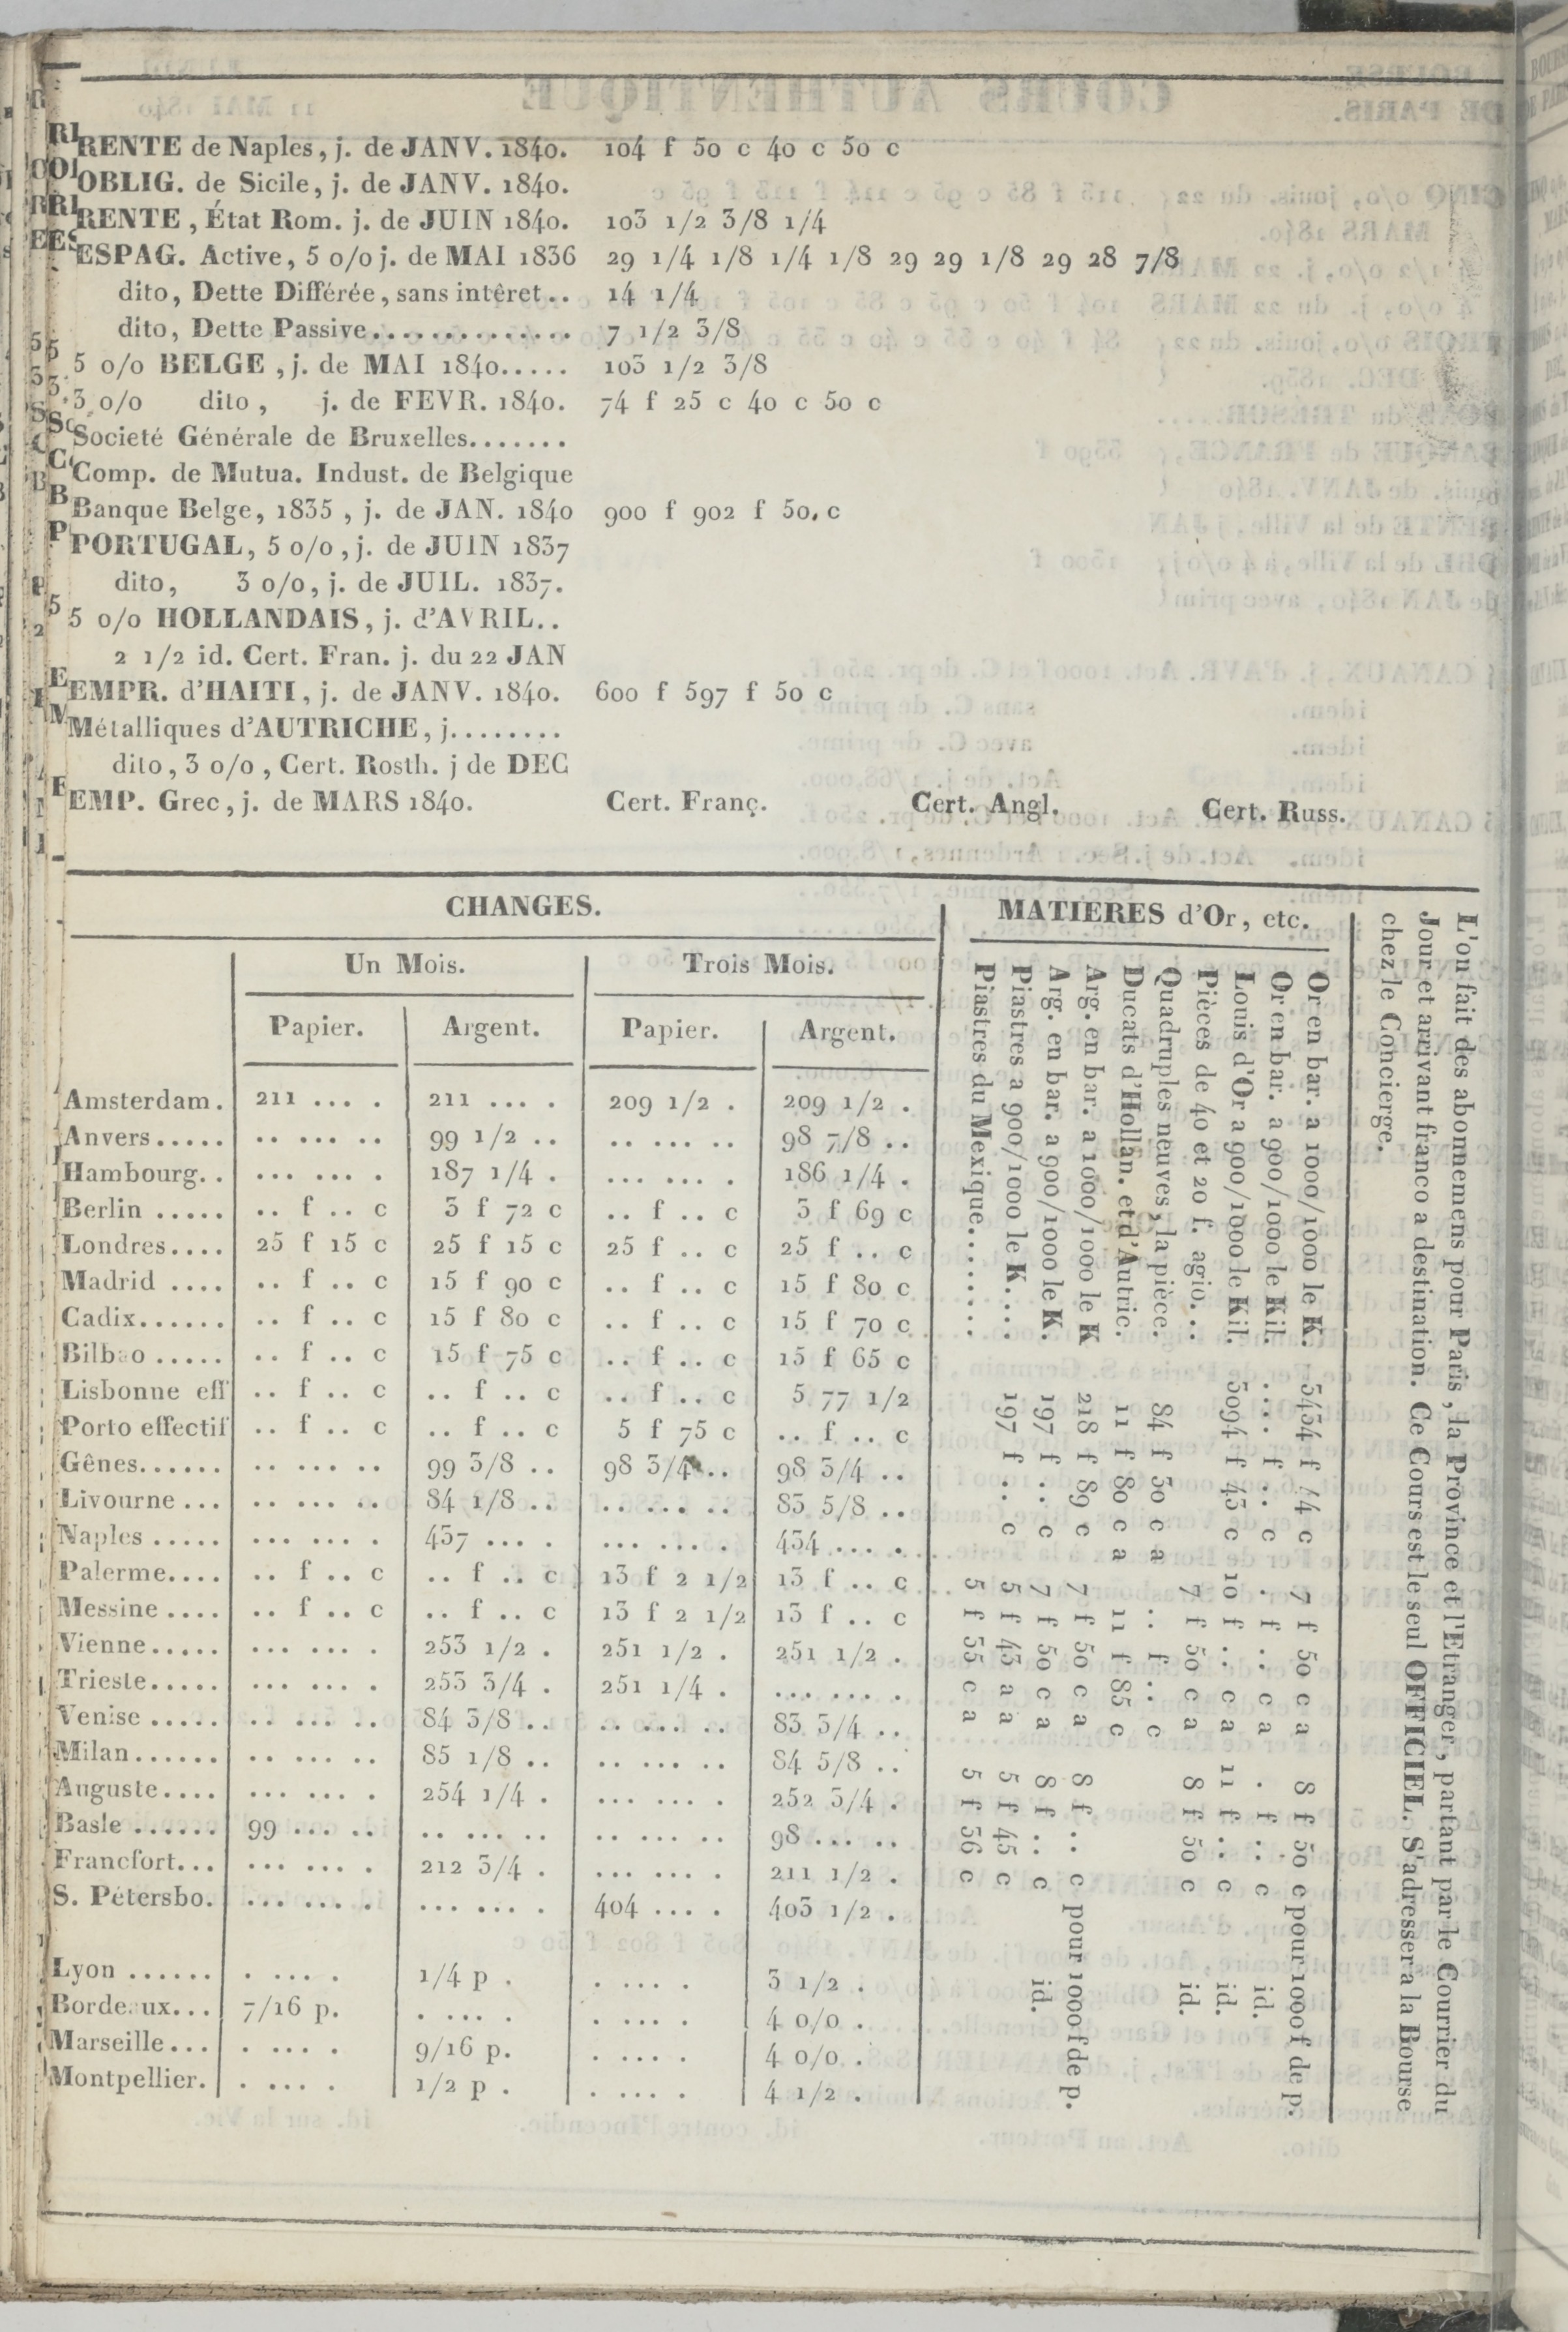 RENTE de Naples, j. de JANV. 1840. 104 f 50 c 40 c 50 c
OBLIG. de Sicile, j. de JANV. 1840.
RENTE, État Rom. j. de JUIN 1840. 103 1/2 3/8 1/4
ESPAG. Active, 5 o/o j. de MAI 1836 29 1/4 1/8 1/4 1/8 29 29 1/8 29 28 7/8
dito, Dette Différée, sans intêret.. 14 1/4
dito, Dette Passive.............. 7 1/2 3/8
5 o/o BELGE, j. de MAI 1840..... 103 1/2 3/8
3 o/o dito, j. de FEVR. 1840. 74 f 25 c 40 c 50 c
Societé Générale de Bruxelles.......
Comp. de Mutua. Indust. de Belgique
Banque Belge, 1835, j. de JAN. 1840 900 f 902 f 50. c
PORTUGAL, 5 o/o, j. de JUIN 1837
dito, 3 o/o, j. de JUIL. 1837.
5 o/o HOLLANDAIS, j. d'AVRIL..
2 1/2 id. Cert. Fran. j. du 22 JAN
EMPR. d'HAITI, j. de JANV. 1840. 600 f 597 f 50 c
Métalliques d'AUTRICHE, j........
dito, 3 o/o, Cert. Rosth. j de DEC
EMP. Grec, j. de MARS 1840. Cert. Franç. Cert. Angl. Cert. Russ.
CHANGES.
Un Mois. Trois Mois.
Papier. Argent. Papier. Argent.
Amsterdam. 211 ... . 211 ... . 209 1/2 . 209 1/2 .
Anvers..... .. ... .. 99 1/2 .. .. ... .. 98 7/8 ..
Hambourg.. ... ... . 187 1/4 . ... ... . 186 1/4 .
Berlin ..... .. f .. c 3 f 72 c .. f .. c 3 f 69 c
Londres.... 25 f 15 c 25 f 15 c 25 f .. c 25 f .. c
Madrid .... .. f .. c 15 f 90 c .. f .. c 15 f 80 c
Cadix...... .. f .. c 15 f 80 c .. f .. c 15 f 70 c
Bilbao ..... .. f .. c 15 f 75 c .. f .. c 15 f 65 c
Lisbonne eff .. f .. c .. f .. c .. f .. c 5 77 1/2
Porto effectif .. f .. c .. f .. c 5 f 75 c .. f .. c
Gênes...... .. ... .. 99 3/8 .. 98 3/4 .. 98 3/4 ..
Livourne ... .. ... .. 84 1/8 .. .. ... .. 83 5/8 ..
Naples ..... ... ... . 437 ... . ... ... . 434 ... .
Palerme.... .. f .. c .. f .. c 13 f 2 1/2 13 f .. c
Messine .... .. f .. c .. f .. c 13 f 2 1/2 13 f .. c
Vienne..... ... ... . 253 1/2 . 251 1/2 . 251 1/2 .
Trieste..... ... ... . 253 3/4 . 251 1/4 . ... ... .
Venise ..... .. ... .. 84 3/8 .. .. ... .. 83 3/4 ..
Milan...... .. ... .. 85 1/8 .. .. ... .. 84 5/8 ..
Auguste.... ... ... . 254 1/4 . ... ... . 252 3/4 .
Basle ...... 99 ... .. .. ... .. .. ... .. 98 ... ..
Francfort... ... ... . 212 3/4 . ... ... . 211 1/2 .
S. Pétersbo. ... ... . ... ... . 404 ... . 403 1/2 .
Lyon ...... . ... . 1/4 p . . ... . 3 1/2 .
Bordeaux... 7/16 p. . ... . . ... . 4 o/o .
Marseille... . ... . 9/16 p. . ... . 4 o/o .
Montpellier. . ... . 1/2 p . . ... . 4 1/2 .
MATIERES d'Or, etc.
Or en bar. a 1000/1000 le K. 3434 f 44 c 7 f 50 c a 8 f 50 c pour 1000 f de p.
Or en bar. a 900/1000 le Kil. .... f .. c . f .. c a . f .. c id.
Louis d'Or a 900/1000 le Kil. 3094 f 43 c 10 f .. c a 11 f .. c id.
Pièces de 40 et 20 f. agio... 7 f 50 c a 8 f 50 c id.
Quadruples neuves, la pièce. 84 f 30 c a .. f .. c
Ducats d'Hollan. et d'Autric. 11 f 80 c a 11 f 85 c
Arg. en bar. a 1000/1000 le K 218 f 89 c 7 f 50 c a 8 f .. c pour 1000 f de p.
Arg. en bar. a 900/1000 le K. 197 f .. c 7 f 50 c a 8 f .. c id.
Piastres a 900/1000 le K.... 197 f .. c 5 f 43 a a 5 f 45 c
Piastres du Mexique........ 5 f 55 c a 5 f 56 c
L'on fait des abonnemens pour Paris, la Province et l'Etranger, partant par le Courrier du
Jour et arrivant franco a destination. Ce Cours est le seul OFFICIEL. S'adresser a la Bourse
chez le Concierge.